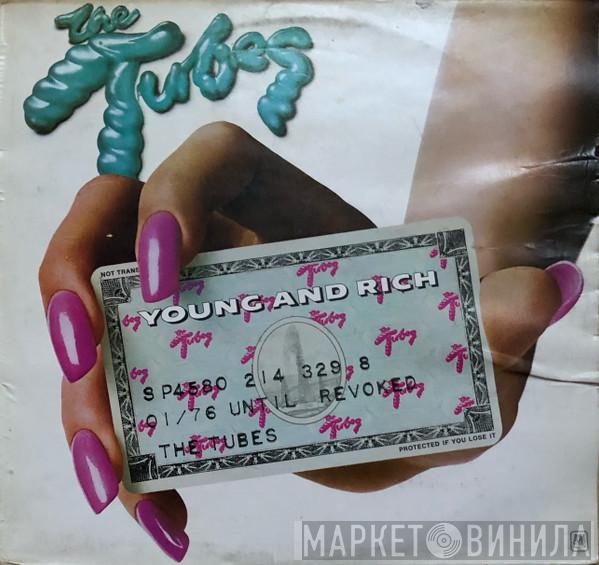 the
Tubes
NOT TRANS
YOUNG AND RICH
SP4580 214 329 8
01/76 UNTIL REVOKED
THE TUBES
PROTECTED IF YOU LOSE IT
МАРКЕТ ВИНИЛА
A&M